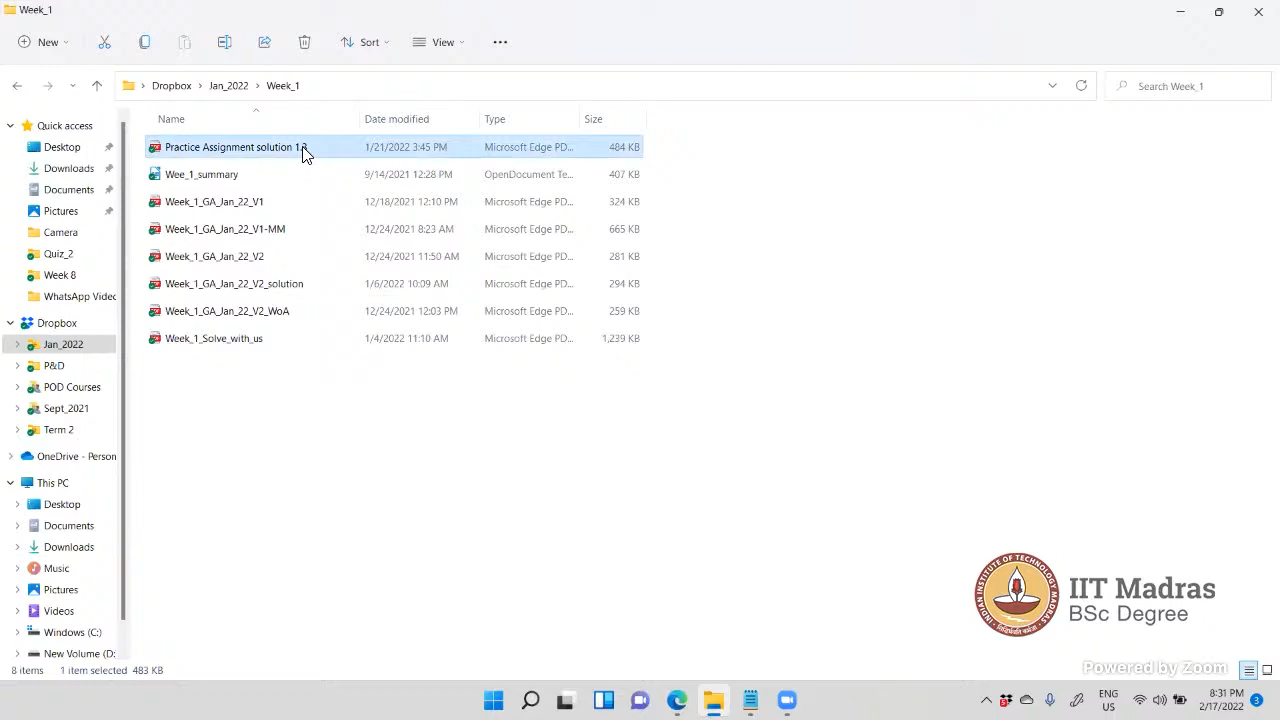 Week_1
New
Sort
View
Dropbox
Jan_2022
Week_1
Search Week_1
Name
Date modified
Type
Size
Quick access
Desktop
Downloads
Documents
Pictures
Camera
Quiz_2
Week 8
WhatsApp Videc
Dropbox
Jan_2022
P&D
POD Courses
Sept_2021
Term 2
OneDrive - Person
This PC
Desktop
Documents
Downloads
Music
Pictures
Videos
Windows (C:)
New Volume (D:
Practice Assignment solution 1 1/21/2022 3:45 PM Microsoft Edge PD... 484 KB
Wee_1_summary 9/14/2021 12:28 PM OpenDocument Te... 407 KB
Week_1_GA_Jan_22_V1 12/18/2021 12:10 PM Microsoft Edge PD... 324 KB
Week_1_GA_Jan_22_V1-MM 12/24/2021 8:23 AM Microsoft Edge PD... 665 KB
Week_1_GA_Jan_22_V2 12/24/2021 11:50 AM Microsoft Edge PD... 281 KB
Week_1_GA_Jan_22_V2_solution 1/6/2022 10:09 AM Microsoft Edge PD... 294 KB
Week_1_GA_Jan_22_V2_WoA 12/24/2021 12:03 PM Microsoft Edge PD... 259 KB
Week_1_Solve_with_us 1/4/2022 11:10 AM Microsoft Edge PD... 1,239 KB
INDIAN INSTITUTE OF TECHNOLOGY MADRAS
IIT Madras
BSc Degree
Powered by Zoom
8 items
1 item selected 483 KB
ENG
US
8:31 PM
2/17/2022
3